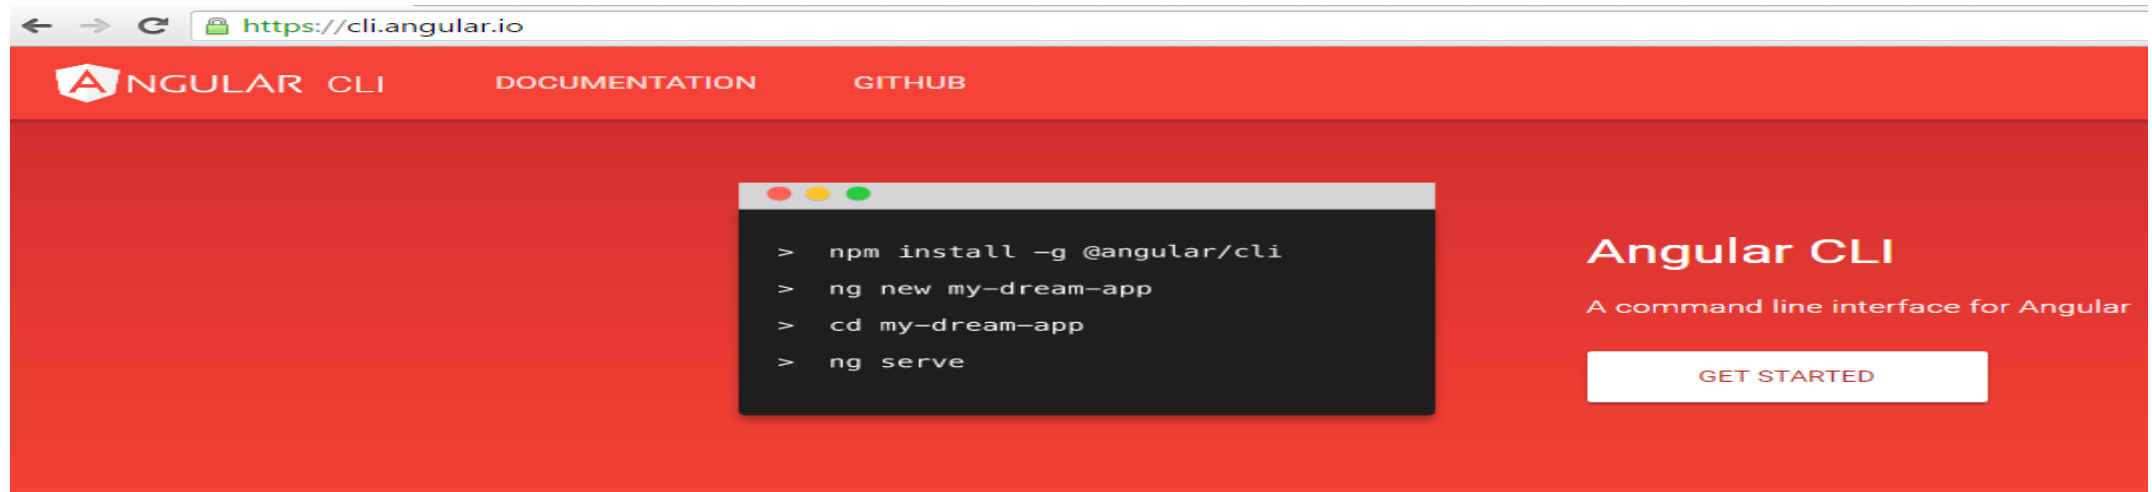 https://cli.angular.io
ANGULAR CLI DOCUMENTATION GITHUB
> npm install –g @angular/cli
> ng new my–dream–app
> cd my–dream–app
> ng serve
Angular CLI
A command line interface for Angular
GET STARTED